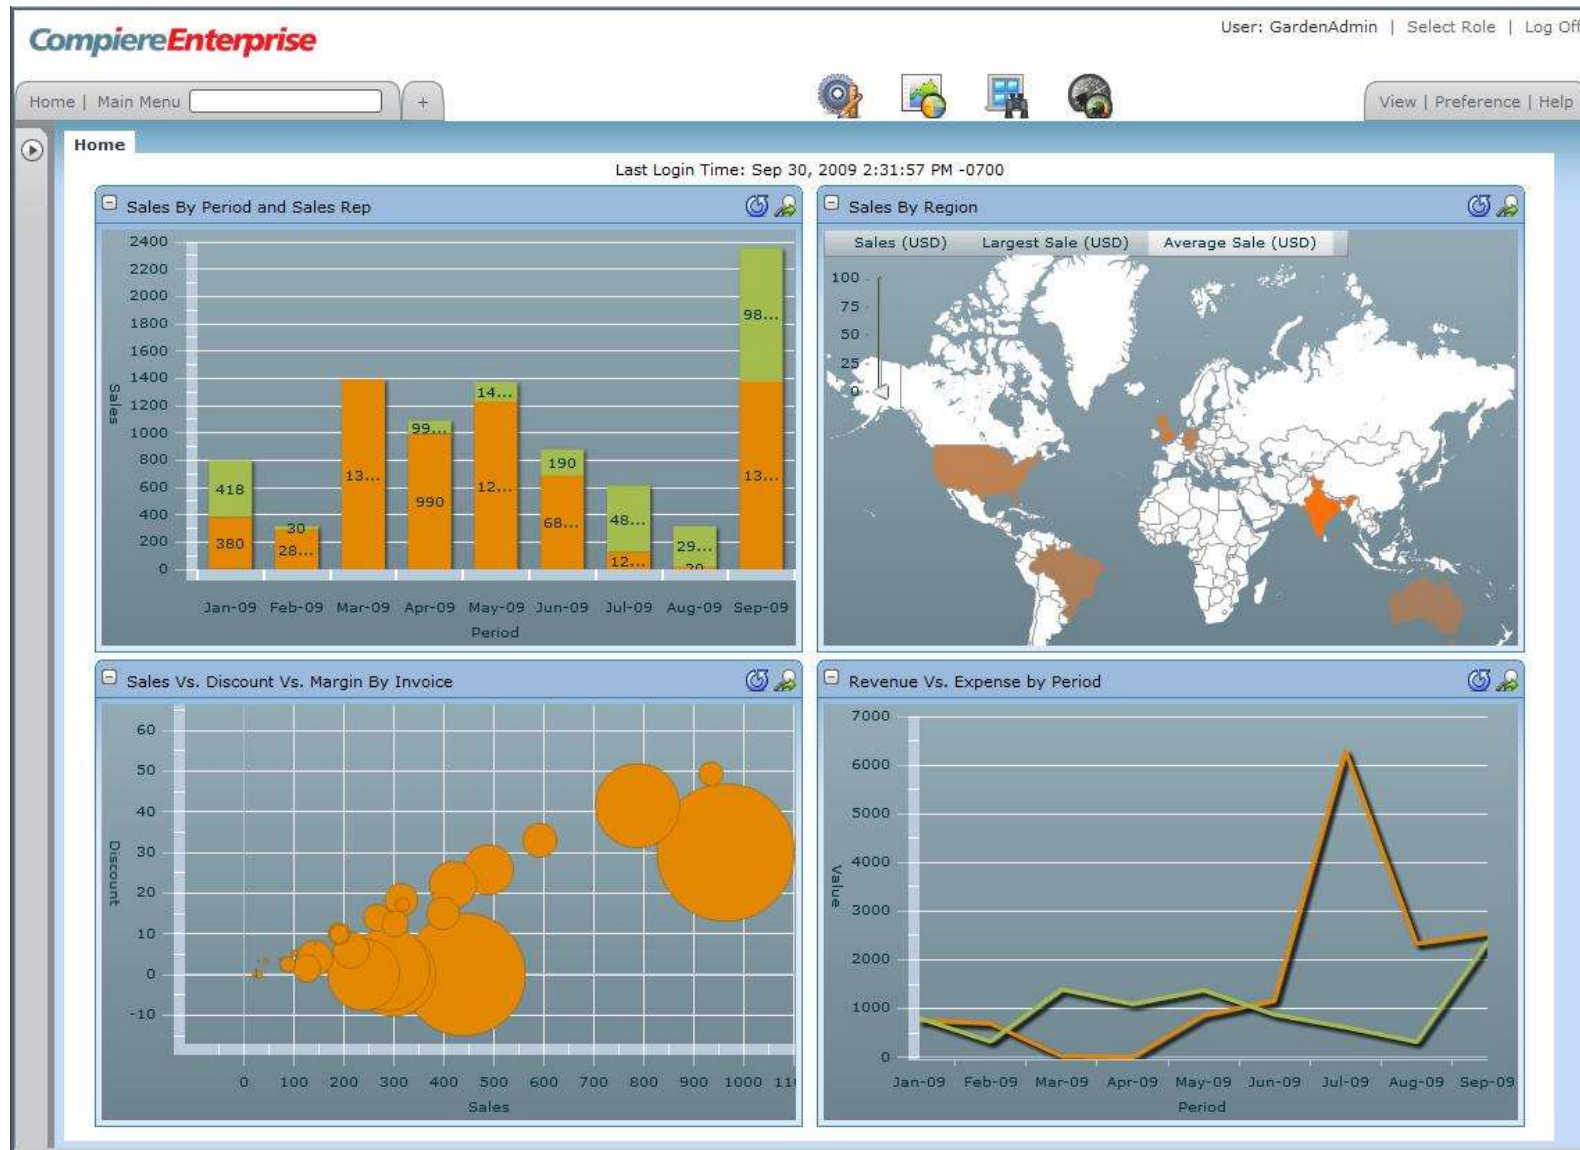 CompiereEnterprise
User: GardenAdmin | Select Role | Log Off
Home | Main Menu
+
View | Preference | Help
Home
Last Login Time: Sep 30, 2009 2:31:57 PM -0700
Sales By Period and Sales Rep
2400
2200
2000
1800
1600
1400
1200
1000
800
600
400
200
0
Sales
418
380
30
28...
13...
99...
990
14...
12...
190
68...
48...
12...
29...
20
98...
13...
Jan-09 Feb-09 Mar-09 Apr-09 May-09 Jun-09 Jul-09 Aug-09 Sep-09
Period
Sales By Region
Sales (USD) Largest Sale (USD) Average Sale (USD)
100
75
50
25
0
Sales Vs. Discount Vs. Margin By Invoice
60
50
40
30
20
10
0
-10
Discount
0 100 200 300 400 500 600 700 800 900 1000 11
Sales
Revenue Vs. Expense by Period
7000
6000
5000
4000
3000
2000
1000
0
Value
Jan-09 Feb-09 Mar-09 Apr-09 May-09 Jun-09 Jul-09 Aug-09 Sep-09
Period